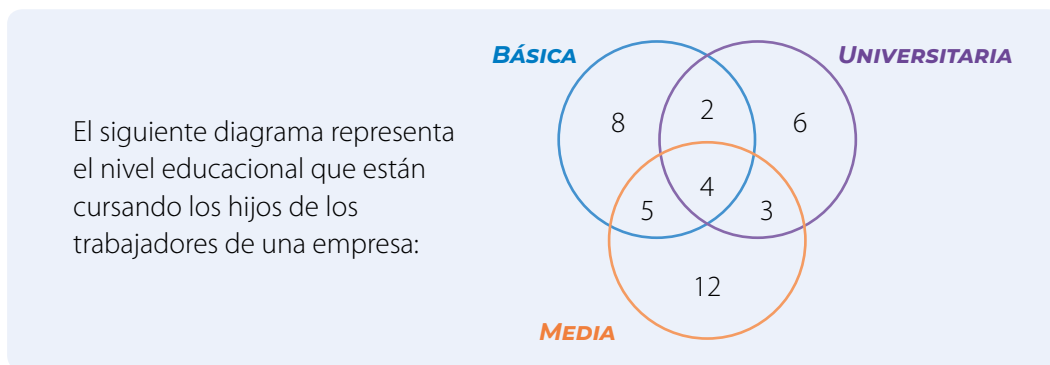 El siguiente diagrama representa
el nivel educacional que están
cursando los hijos de los
trabajadores de una empresa:
BÁSICA
UNIVERSITARIA
8
2
6
4
5
3
12
MEDIA